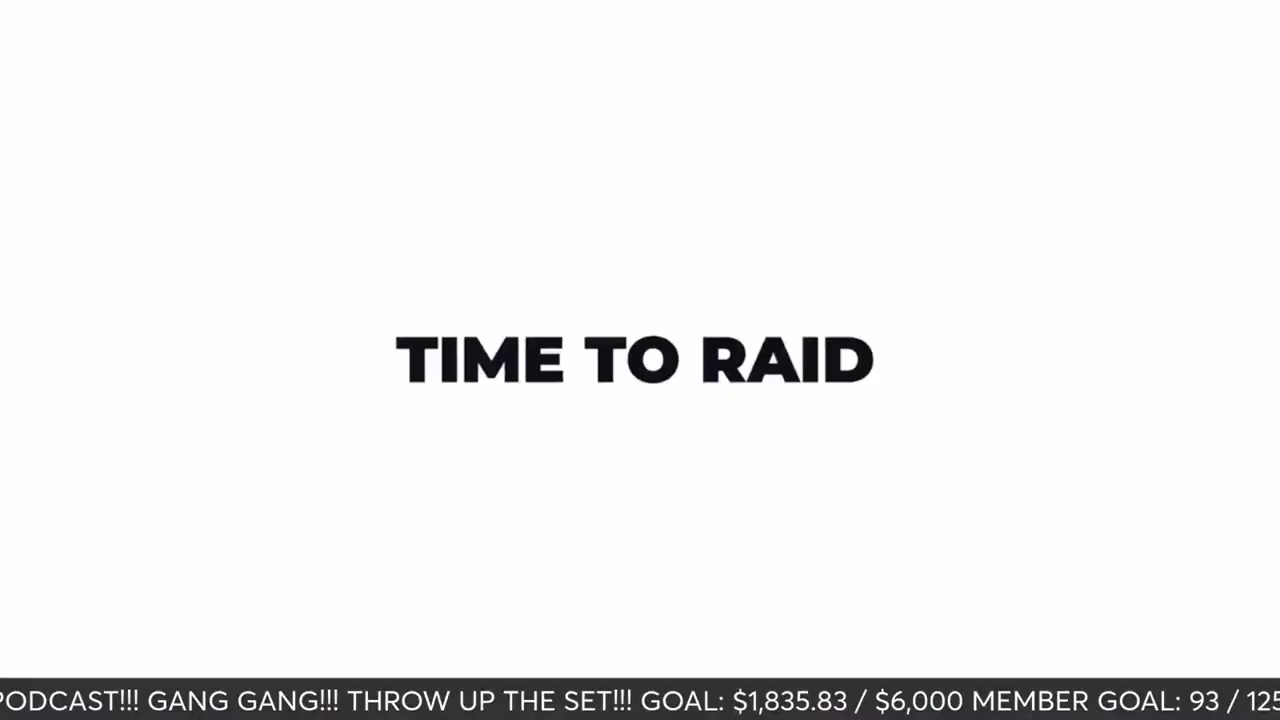 TIME TO RAID
PODCAST!!! GANG GANG!!! THROW UP THE SET!!! GOAL: $1,835.83 / $6,000 MEMBER GOAL: 93 / 125